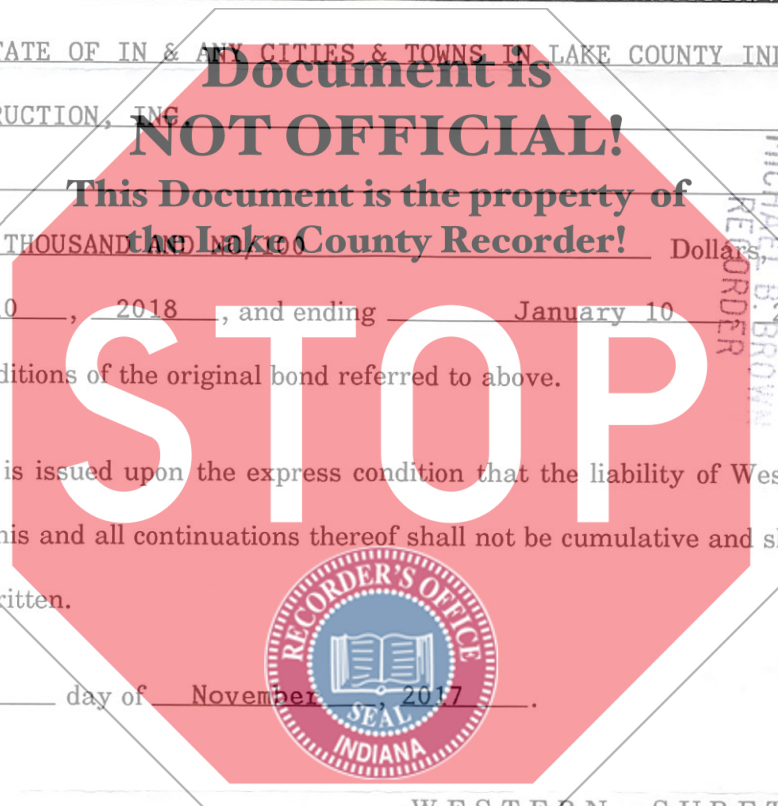 TATE OF IN & ANY CITIES & TOWNS IN LAKE COUNTY IN
Document is
RUCTION, INC.
NOT OFFICIAL!
This Document is the property of
the Lake County Recorder!
THOUSAND AND NO/100 Dollars,
0 , 2018 , and ending January 10 , 2
MICHAEL B. BROWN
RECORDER
STOP
ditions of the original bond referred to above.
is issued upon the express condition that the liability of Wes
his and all continuations thereof shall not be cumulative and s
ritten.
RECORDER'S OFFICE
day of November , 2017 .
SEAL
INDIANA
WESTERN SURET